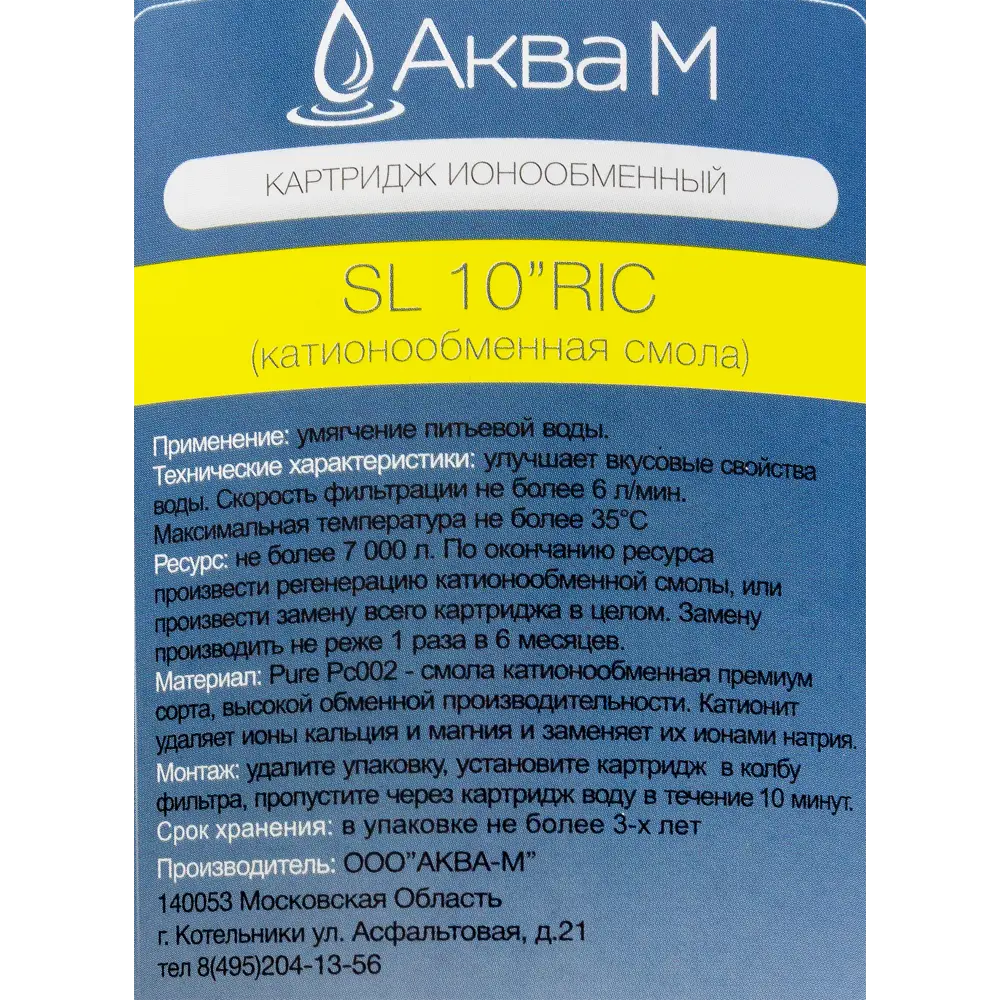 Аква М
КАРТРИДЖ ИОНООБМЕННЫЙ
SL 10”RIC
(катионообменная смола)
Применение: умягчение питьевой воды.
Технические характеристики: улучшает вкусовые свойства
воды. Скорость фильтрации не более 6 л/мин.
Максимальная температура не более 35°С
Ресурс: не более 7 000 л. По окончанию ресурса
произвести регенерацию катионообменной смолы, или
произвести замену всего картриджа в целом. Замену
производить не реже 1 раза в 6 месяцев.
Материал: Pure Pc002 - смола катионообменная премиум
сорта, высокой обменной производительности. Катионит
удаляет ионы кальция и магния и заменяет их ионами натрия.
Монтаж: удалите упаковку, установите картридж в колбу
фильтра, пропустите через картридж воду в течение 10 минут.
Срок хранения: в упаковке не более 3-х лет
Производитель: ООО”АКВА-М”
140053 Московская Область
г. Котельники ул. Асфальтовая, д.21
тел 8(495)204-13-56